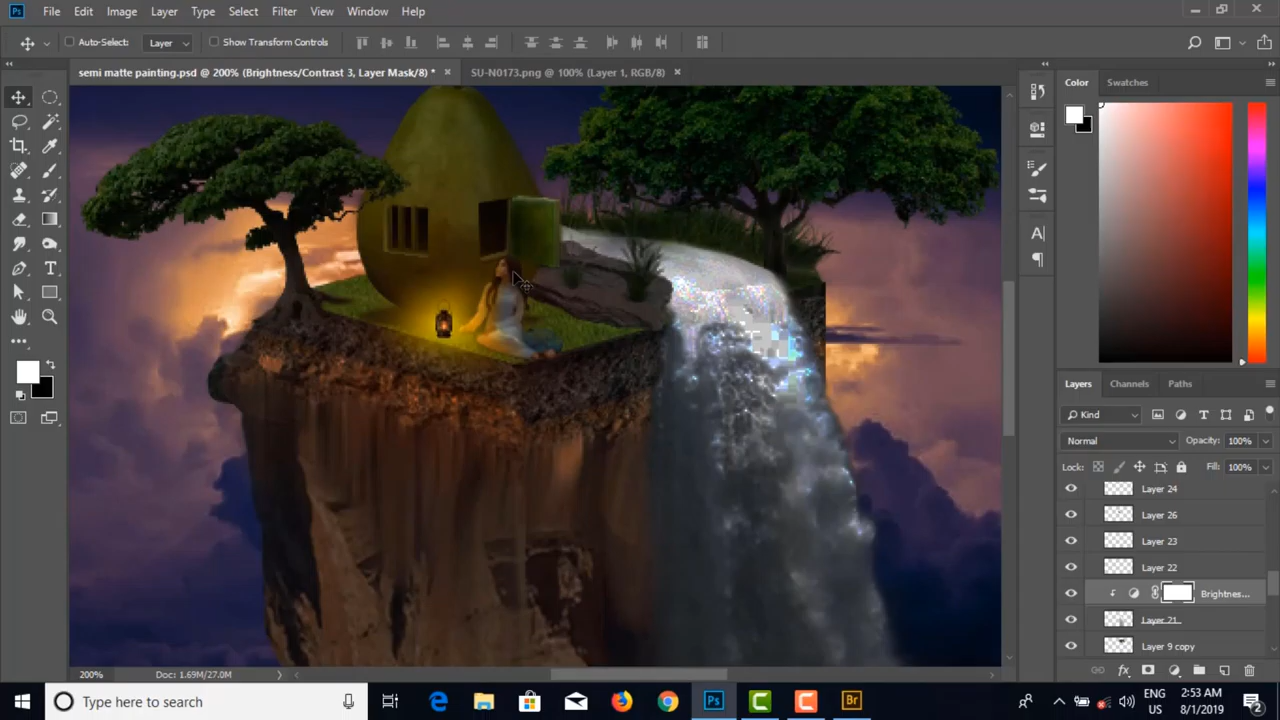 Ps File Edit Image Layer Type Select Filter View Window Help
Auto-Select: Layer Show Transform Controls
semi matte painting.psd @ 200% (Brightness/Contrast 3, Layer Mask/8) * × SU-N0173.png @ 100% (Layer 1, RGB/8) ×
Color Swatches
Layers Channels Paths
Kind
Normal Opacity: 100%
Lock: Fill: 100%
Layer 24
Layer 26
Layer 23
Layer 22
Brightnes...
Layer 21
Layer 9 copy
200% Doc: 1.69M/27.0M
Type here to search
Ps
Br
ENG
US
2:53 AM
8/1/2019
2